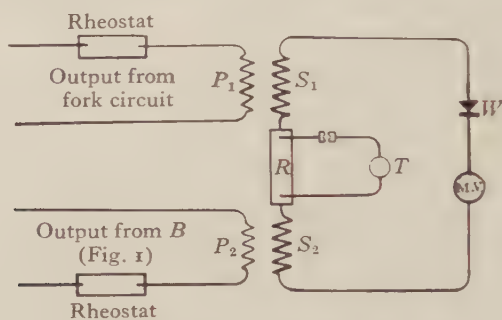 Rheostat
Output from
fork circuit
P₁
S₁
W
R
T
M.V.
Output from B
(Fig. 1)
P₂
S₂
Rheostat